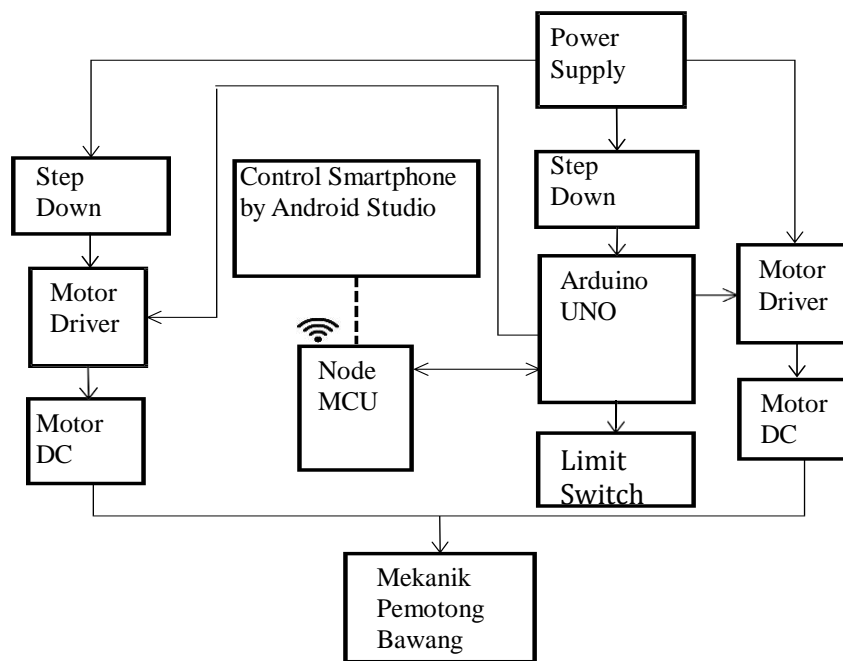 Power
Supply
Step
Down
Control Smartphone
by Android Studio
Step
Down
Motor
Driver
Arduino
UNO
Motor
Driver
Node
MCU
Motor
DC
Motor
DC
Limit
Switch
Mekanik
Pemotong
Bawang